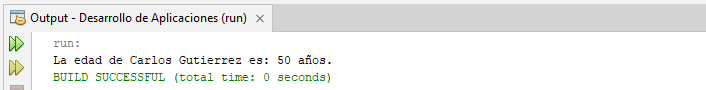 Output - Desarrollo de Aplicaciones (run)
run:
La edad de Carlos Gutierrez es: 50 años.
BUILD SUCCESSFUL (total time: 0 seconds)